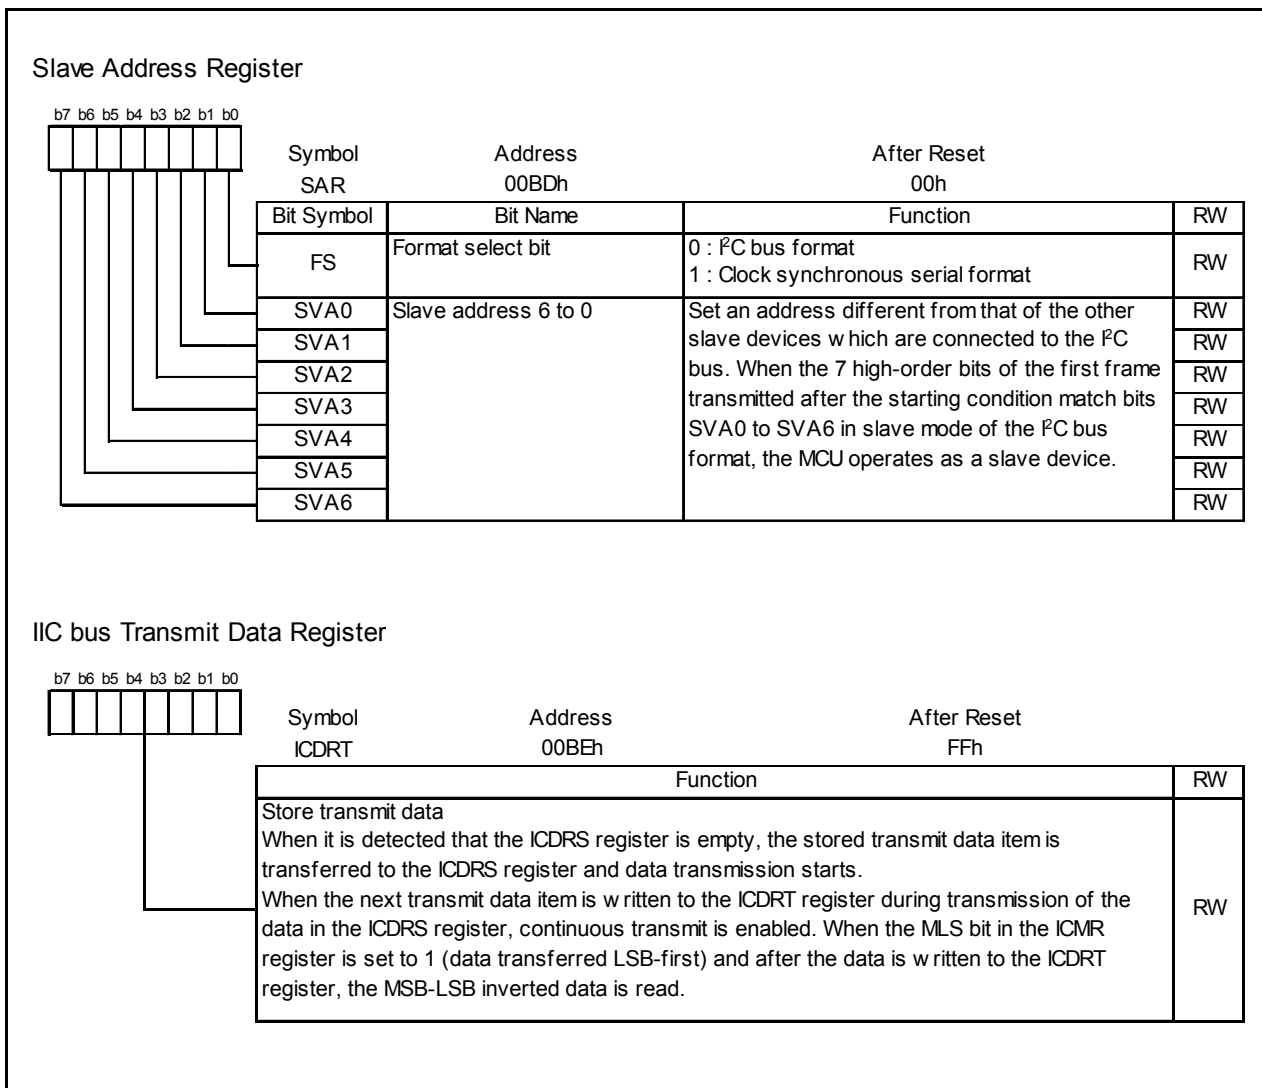 Slave Address Register
b7 b6 b5 b4 b3 b2 b1 b0
Symbol Address After Reset
SAR 00BDh 00h
Bit Symbol Bit Name Function RW
FS Format select bit 0 : I²C bus format RW
1 : Clock synchronous serial format
SVA0 Slave address 6 to 0 Set an address different from that of the other RW
SVA1 slave devices which are connected to the I²C RW
SVA2 bus. When the 7 high-order bits of the first frame RW
SVA3 transmitted after the starting condition match bits RW
SVA4 SVA0 to SVA6 in slave mode of the I²C bus RW
SVA5 format, the MCU operates as a slave device. RW
SVA6 RW
IIC bus Transmit Data Register
b7 b6 b5 b4 b3 b2 b1 b0
Symbol Address After Reset
ICDRT 00BEh FFh
Function RW
Store transmit data
When it is detected that the ICDRS register is empty, the stored transmit data item is
transferred to the ICDRS register and data transmission starts.
When the next transmit data item is written to the ICDRT register during transmission of the RW
data in the ICDRS register, continuous transmit is enabled. When the MLS bit in the ICMR
register is set to 1 (data transferred LSB-first) and after the data is written to the ICDRT
register, the MSB-LSB inverted data is read.